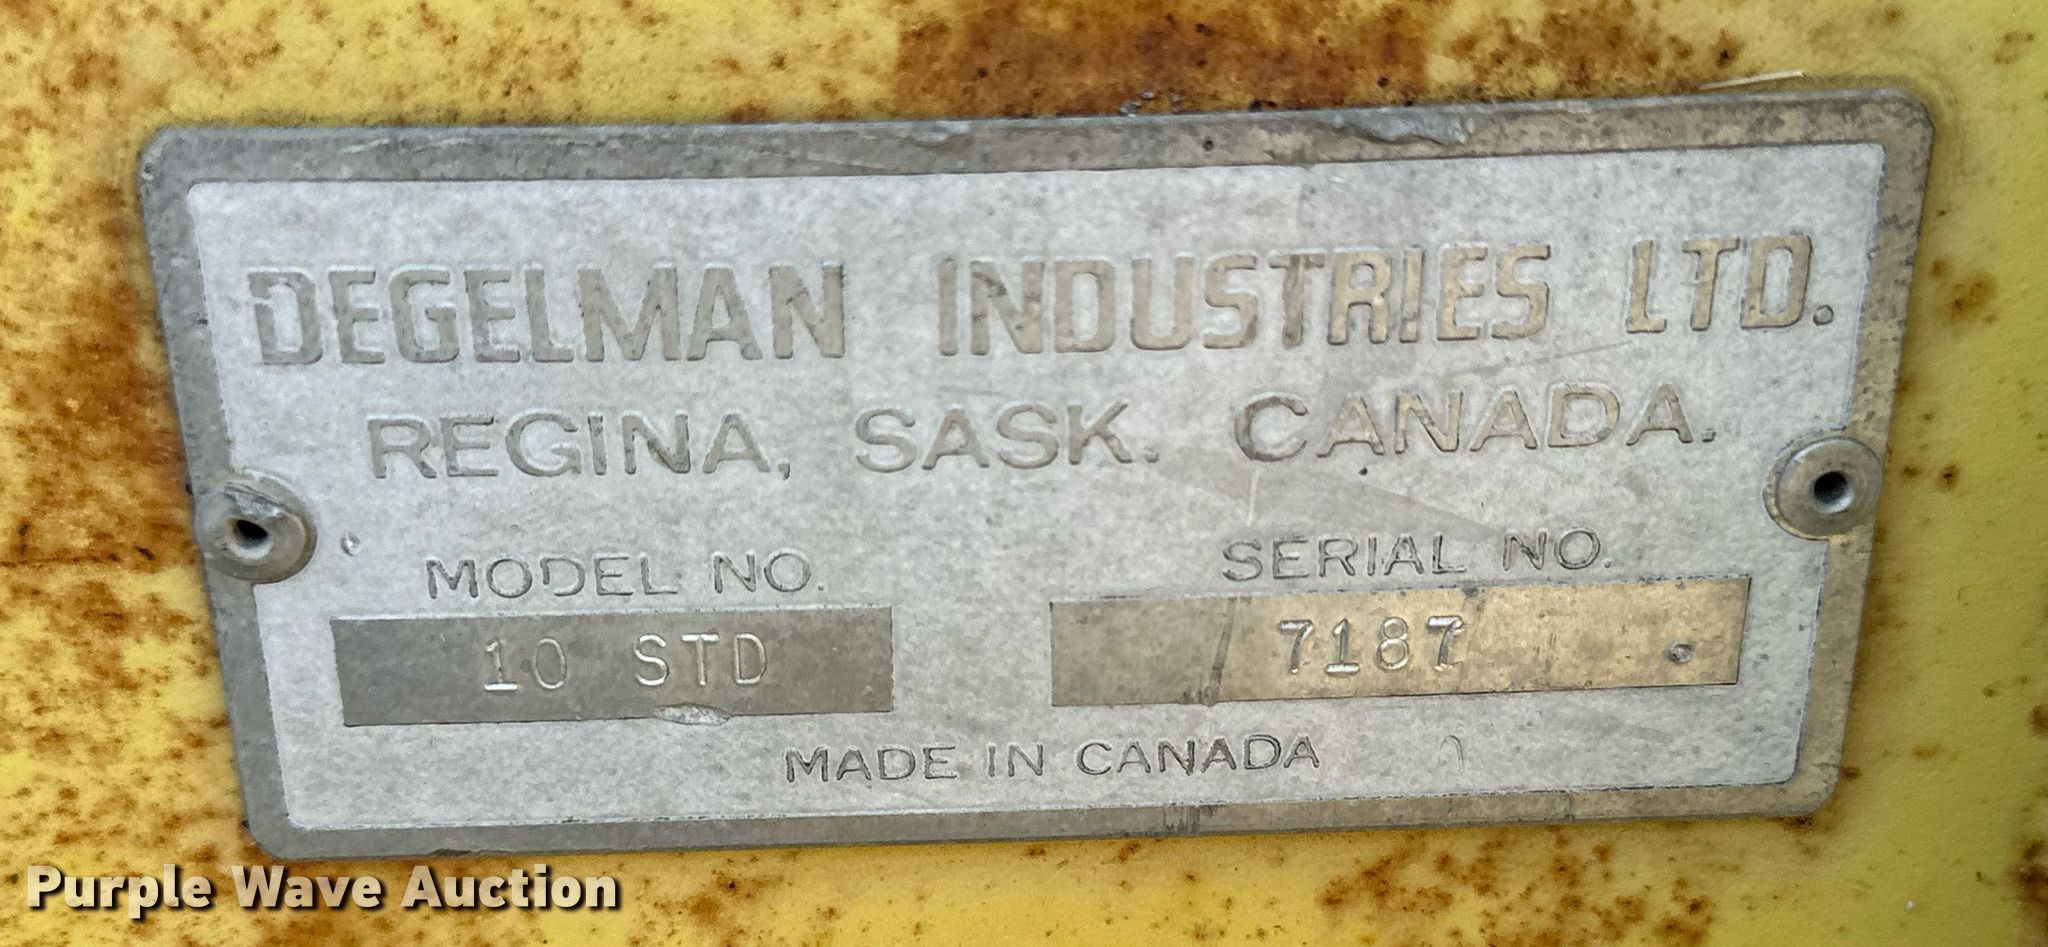 DEGELMAN INDUSTRIES LTD.
REGINA, SASK. CANADA.
MODEL NO. SERIAL NO.
10 STD 7187
MADE IN CANADA
Purple Wave Auction